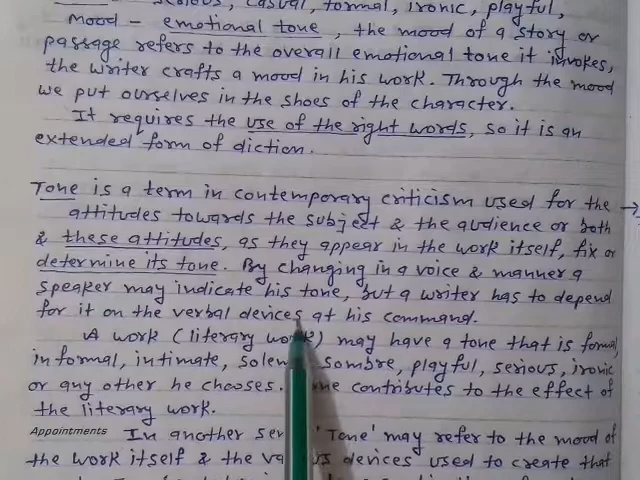 serious, casual, formal, ironic, playful,
Mood - emotional tone, the mood of a story or
passage refers to the overall emotional tone it invokes,
the writer crafts a mood in his work. Through the mood
we put ourselves in the shoes of the character.
It requires the use of the right words, so it is an
extended form of diction.
Tone is a term in contemporary criticism used for the →
attitudes towards the subject & the audience or both
& these attitudes, as they appear in the work itself, fix or
determine its tone. By changing in a voice & manner a
speaker may indicate his tone, but a writer has to depend
for it on the verbal devices at his command.
A work (literary work) may have a tone that is formal,
informal, intimate, solem sombre, playful, serious, ironic
or any other he chooses. contributes to the effect of
the literary work.
Appointments In another 'Tone' may refer to the mood of
the work itself & the devices used to create that